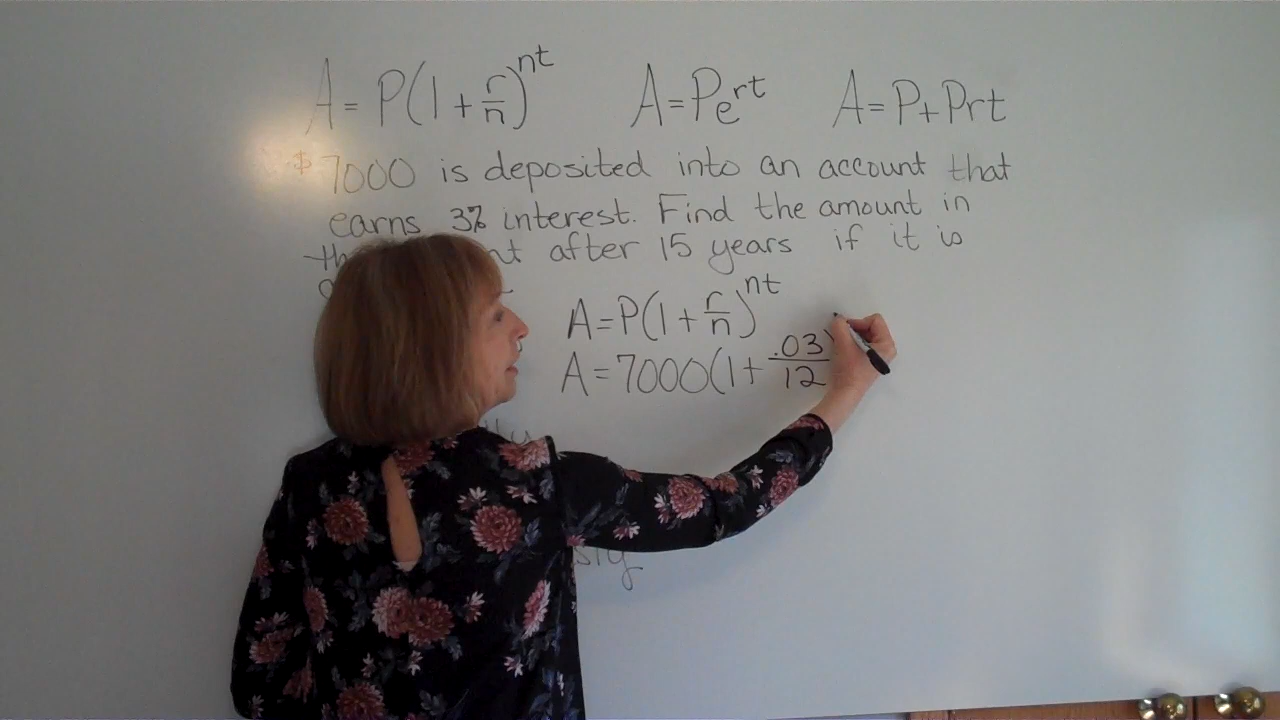 A = P(1 + r/n)^nt   A = Pe^rt   A = P + Prt
$7000 is deposited into an account that
earns 3% interest. Find the amount in
after 15 years if it is
A = P(1 + r/n)^nt
A = 7000(1 + .03/12)